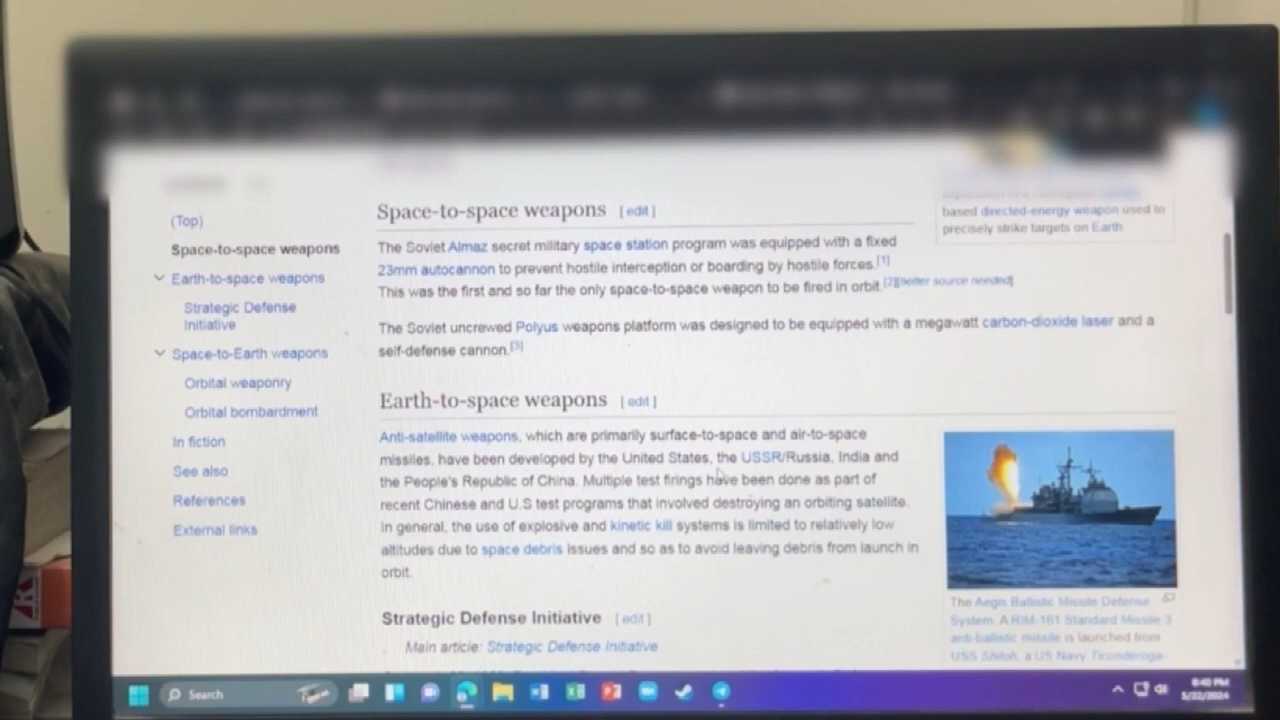 based directed-energy weapon used to
precisely strike targets on Earth
(Top)
Space-to-space weapons
Earth-to-space weapons
Strategic Defense
Initiative
Space-to-Earth weapons
Orbital weaponry
Orbital bombardment
In fiction
See also
References
External links
Space-to-space weapons [edit]
The Soviet Almaz secret military space station program was equipped with a fixed
23mm autocannon to prevent hostile interception or boarding by hostile forces.[1]
This was the first and so far the only space-to-space weapon to be fired in orbit.[2][better source needed]
The Soviet uncrewed Polyus weapons platform was designed to be equipped with a megawatt carbon-dioxide laser and a
self-defense cannon.[3]
Earth-to-space weapons [edit]
Anti-satellite weapons, which are primarily surface-to-space and air-to-space
missiles, have been developed by the United States, the USSR/Russia, India and
the People's Republic of China. Multiple test firings have been done as part of
recent Chinese and U.S test programs that involved destroying an orbiting satellite.
In general, the use of explosive and kinetic kill systems is limited to relatively low
altitudes due to space debris issues and so as to avoid leaving debris from launch in
orbit.
The Aegis Ballistic Missile Defense
System. A RIM-161 Standard Missile 3
anti-ballistic missile is launched from
USS Shiloh, a US Navy Ticonderoga-
Strategic Defense Initiative [edit]
Main article: Strategic Defense Initiative
Search
8:40 PM
5/22/2024